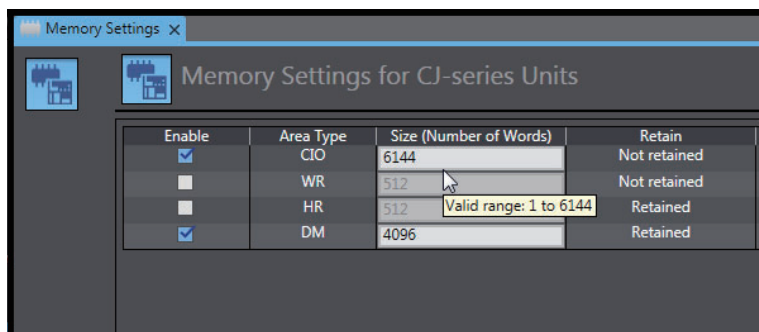 Memory Settings
Memory Settings for CJ-series Units
Enable Area Type Size (Number of Words) Retain
CIO 6144 Not retained
WR 512 Not retained
HR 512 Valid range: 1 to 6144 Retained
DM 4096 Retained